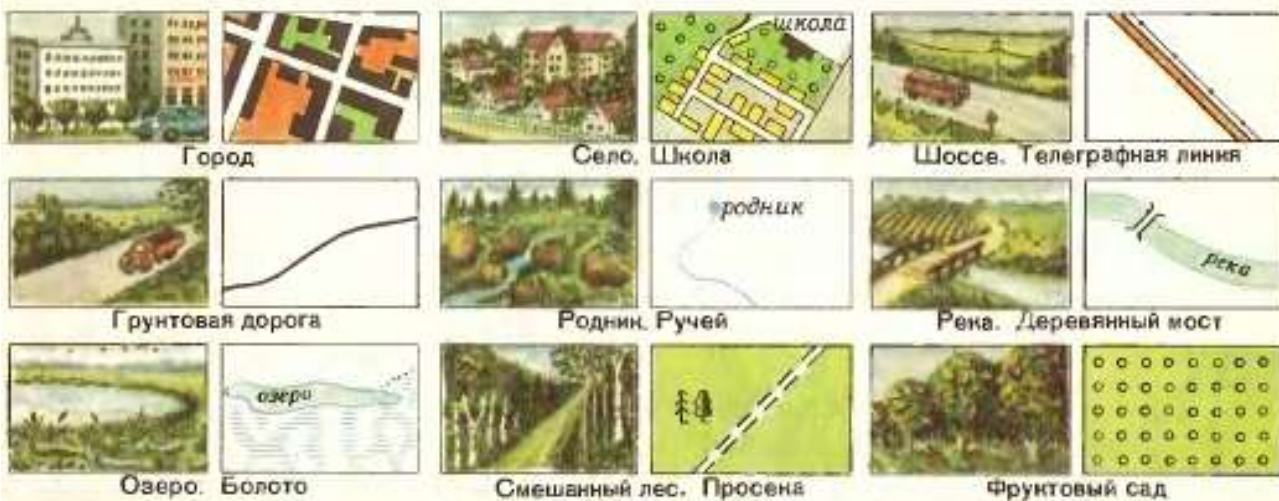 школа
Город
Село. Школа
Шоссе. Телеграфная линия
родник
река
Грунтовая дорога
Родник. Ручей
Река. Деревянный мост
озеро
Озеро. Болото
Смешанный лес. Просека
Фруктовый сад